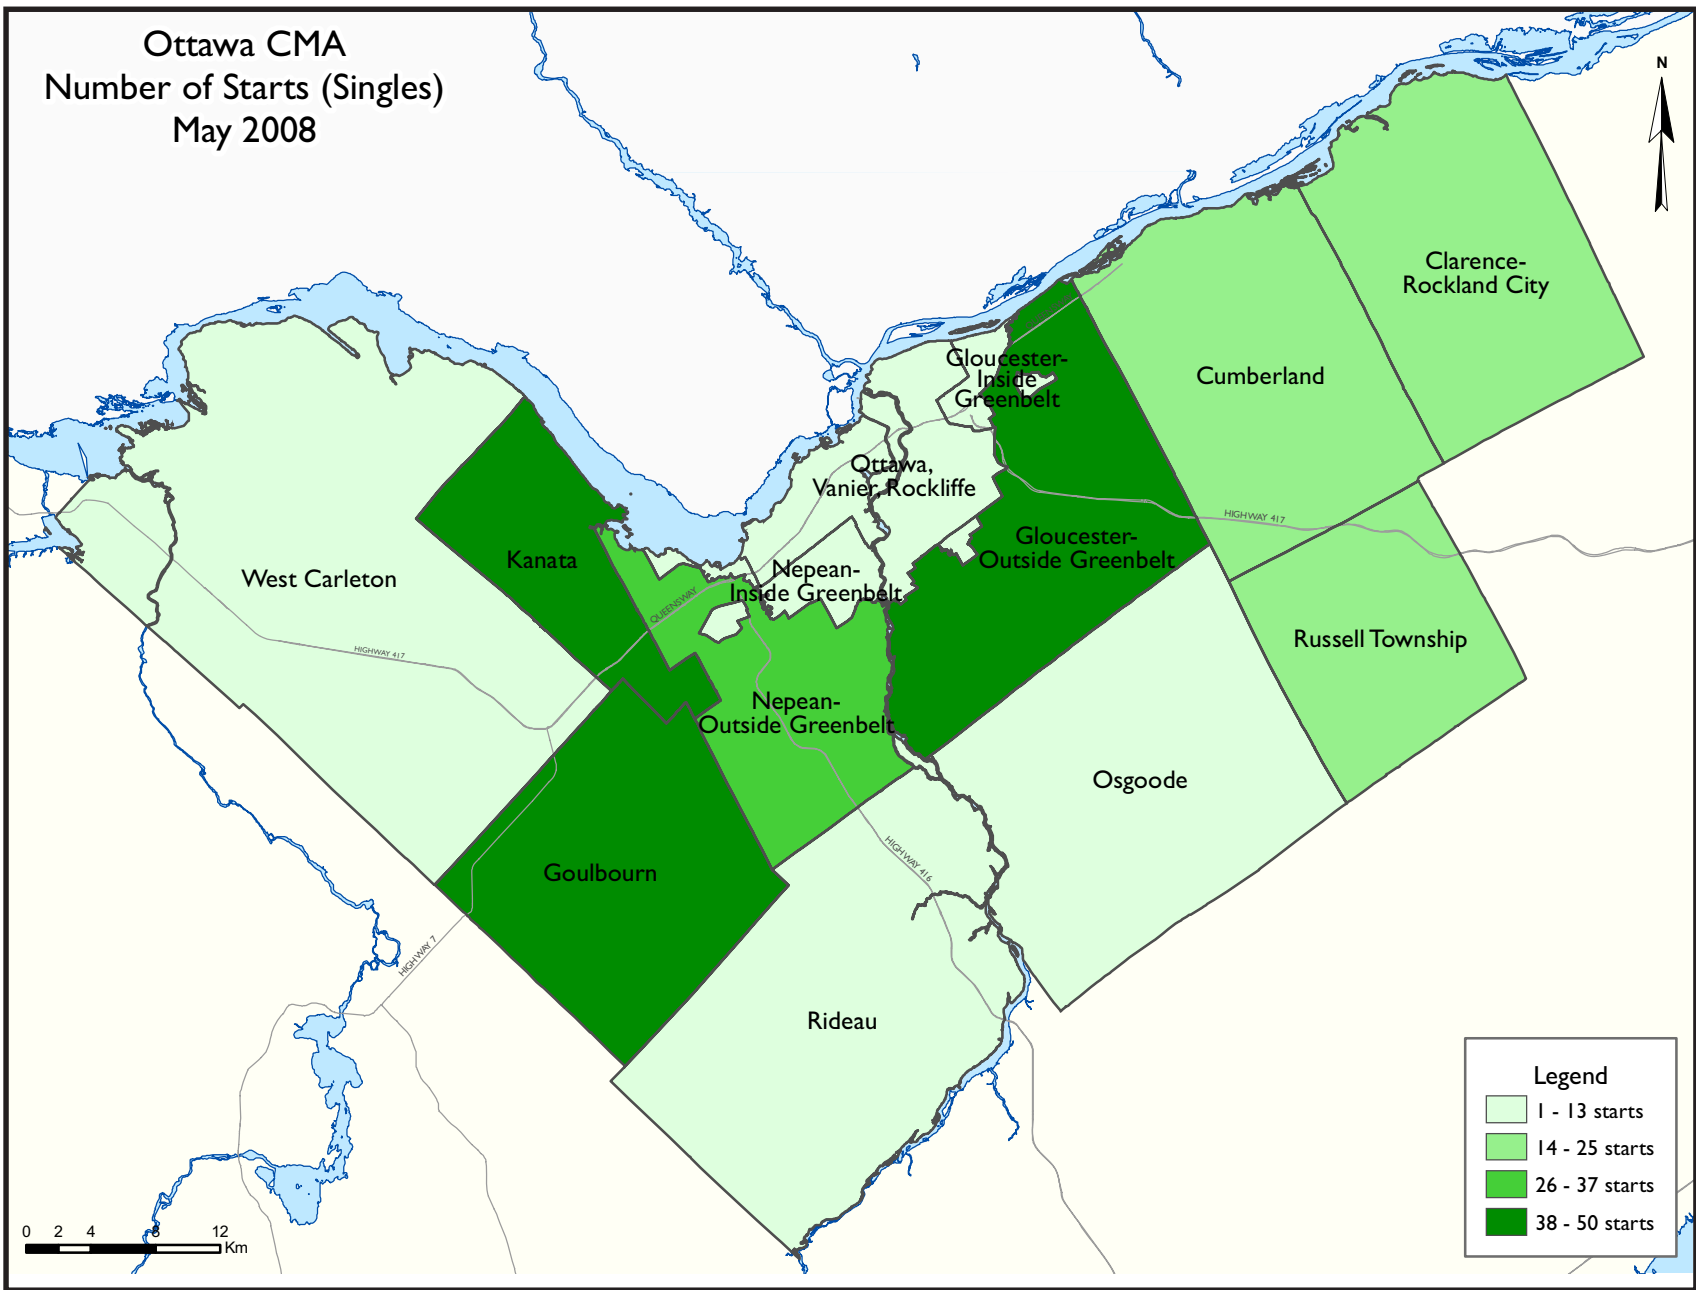 Ottawa CMA
Number of Starts (Singles)
May 2008
N
Clarence-
Rockland City
Cumberland
Gloucester-
Inside
Greenbelt
Ottawa,
Vanier, Rockliffe
HIGHWAY 417
Gloucester-
Outside Greenbelt
Kanata
West Carleton
Nepean-
Inside Greenbelt
QUEENSWAY
Russell Township
HIGHWAY 417
Nepean-
Outside Greenbelt
Osgoode
Goulbourn
HIGHWAY 416
HIGHWAY 7
Rideau
Legend
1 - 13 starts
14 - 25 starts
26 - 37 starts
38 - 50 starts
0 2 4 8 12
Km